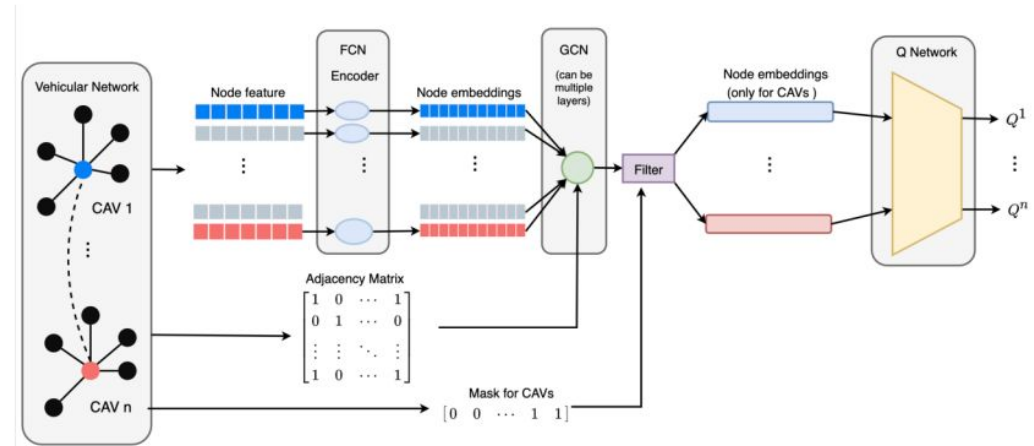 Vehicular Network
CAV 1
⋮
CAV n
Node feature
⋮
FCN
Encoder
⋮
Node embeddings
⋮
GCN
(can be
multiple
layers)
Filter
Node embeddings
(only for CAVs )
⋮
Q Network
Q¹
⋮
Qⁿ
Adjacency Matrix
1 0 ⋯ 1
0 1 ⋯ 0
⋮ ⋮ ⋱ ⋮
1 0 ⋯ 1
Mask for CAVs
[0 0 ⋯ 1 1]